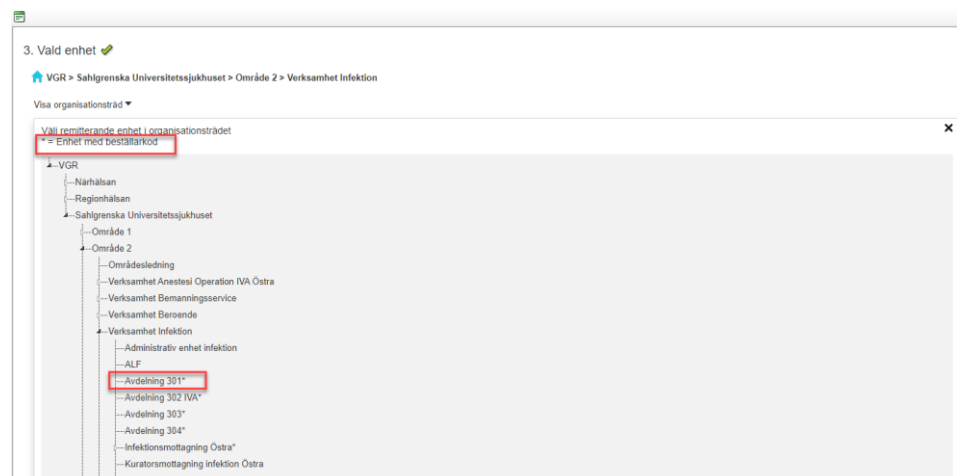 3. Vald enhet
VGR > Sahlgrenska Universitetssjukhuset > Område 2 > Verksamhet Infektion
Visa organisationsträd
Välj remitterande enhet i organisationsträdet
* = Enhet med beställarkod
VGR
Närhälsan
Regionhälsan
Sahlgrenska Universitetssjukhuset
Område 1
Område 2
Områdesledning
Verksamhet Anestesi Operation IVA Östra
Verksamhet Bemanningsservice
Verksamhet Beroende
Verksamhet Infektion
Administrativ enhet infektion
ALF
Avdelning 301*
Avdelning 302 IVA*
Avdelning 303*
Avdelning 304*
Infektionsmottagning Östra*
Kuratorsmottagning infektion Östra